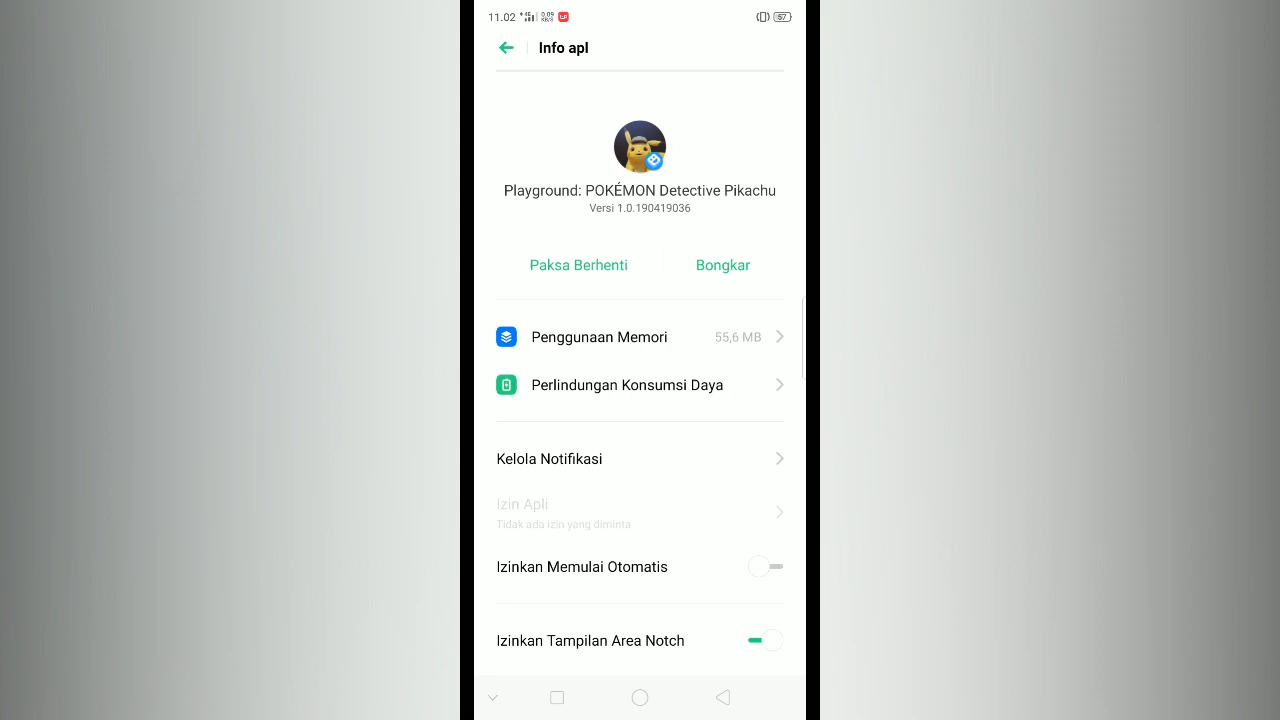 11.02 57
Info apl
Playground: POKÉMON Detective Pikachu
Versi 1.0.190419036
Paksa Berhenti Bongkar
Penggunaan Memori 55,6 MB
Perlindungan Konsumsi Daya
Kelola Notifikasi
Izin Apli
Tidak ada izin yang diminta
Izinkan Memulai Otomatis
Izinkan Tampilan Area Notch